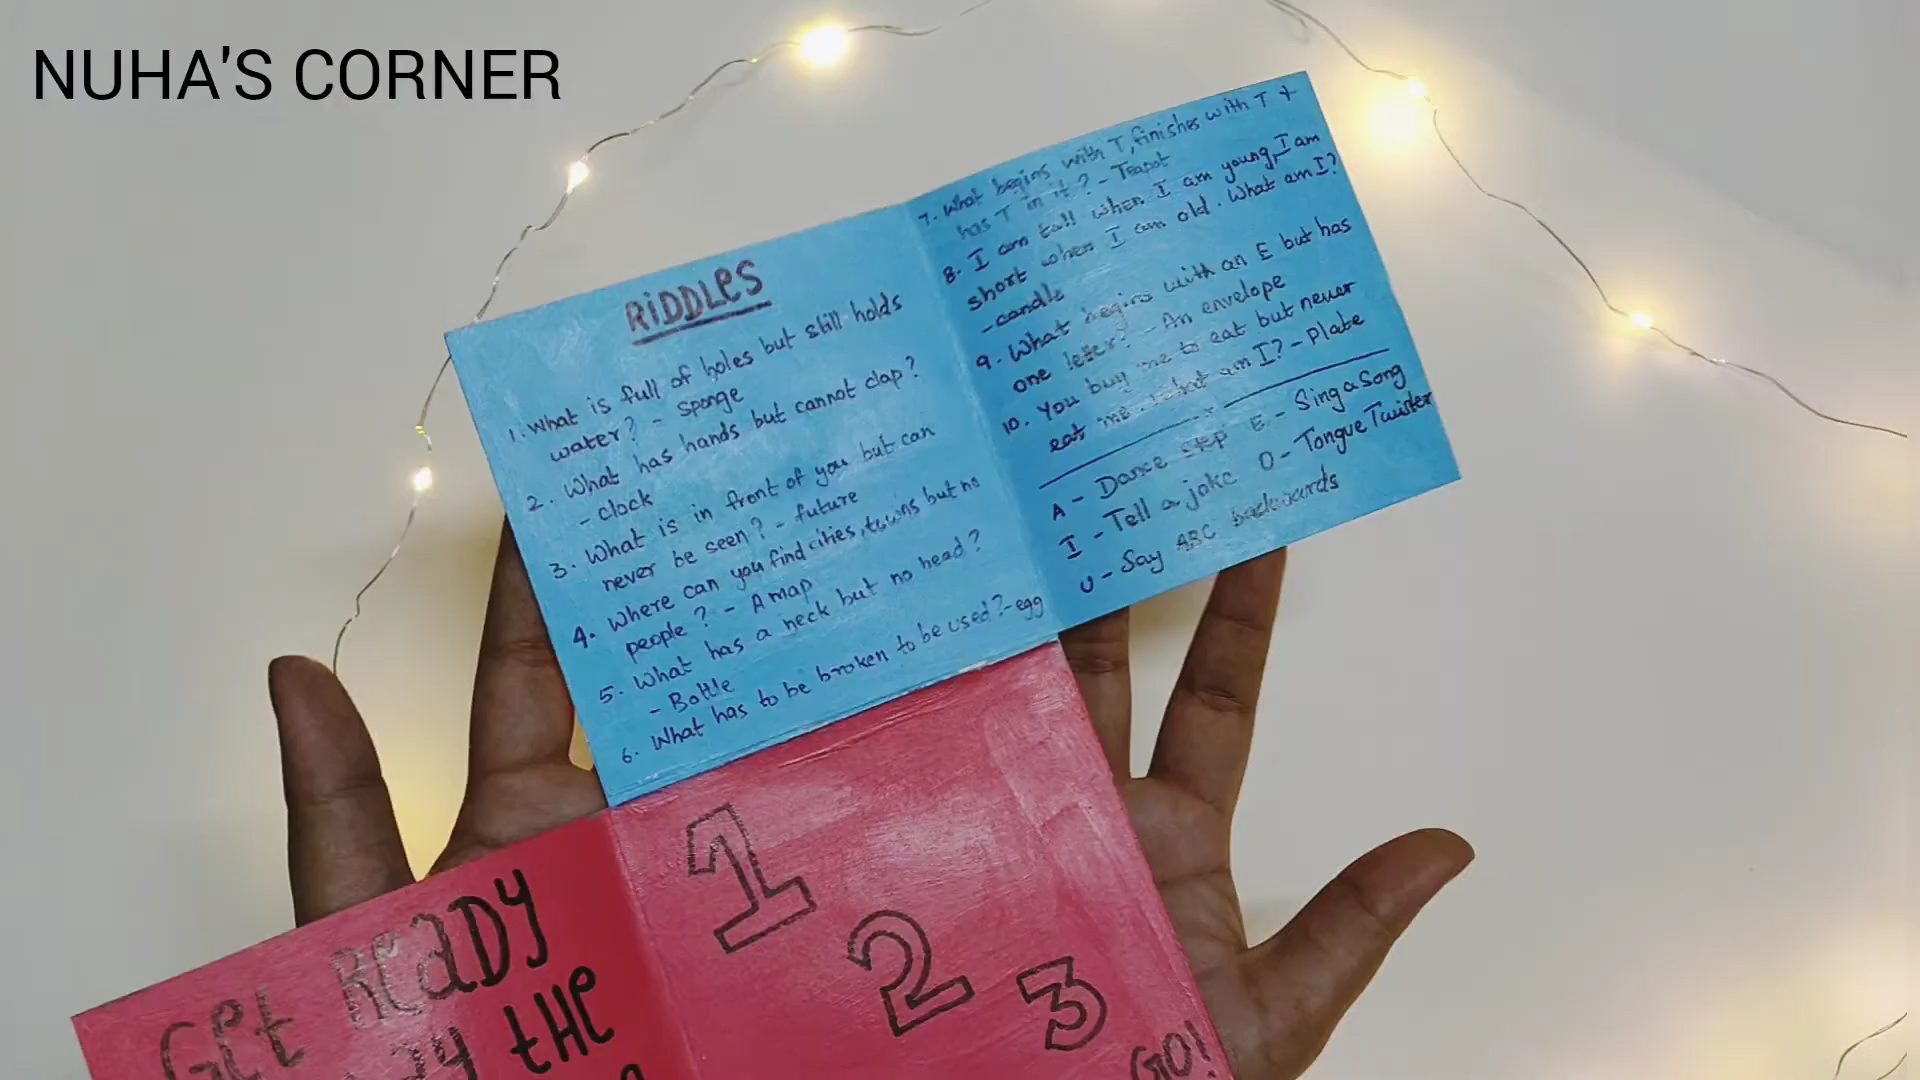 NUHA'S CORNER
RIDDLES
1. What is full of holes but still holds
water? - sponge
2. What has hands but cannot clap?
- clock
3. What is in front of you but can
never be seen? - future
4. Where can you find cities, towns but no
people? - A map
5. What has a neck but no head?
- Bottle
6. What has to be broken to be used? - egg
7. What begins with T, finishes with T &
has T in it? - Teapot
8. I am tall when I am young, I am
short when I am old. What am I?
- candle
9. What begins with an E but has
one letter? - An envelope
10. You buy me to eat but never
eat me. What am I? - Plate
A - Dance step E - Sing a Song
I - Tell a joke O - Tongue Twister
U - Say ABC backwards
1
2
3
GO!
Get Ready
the